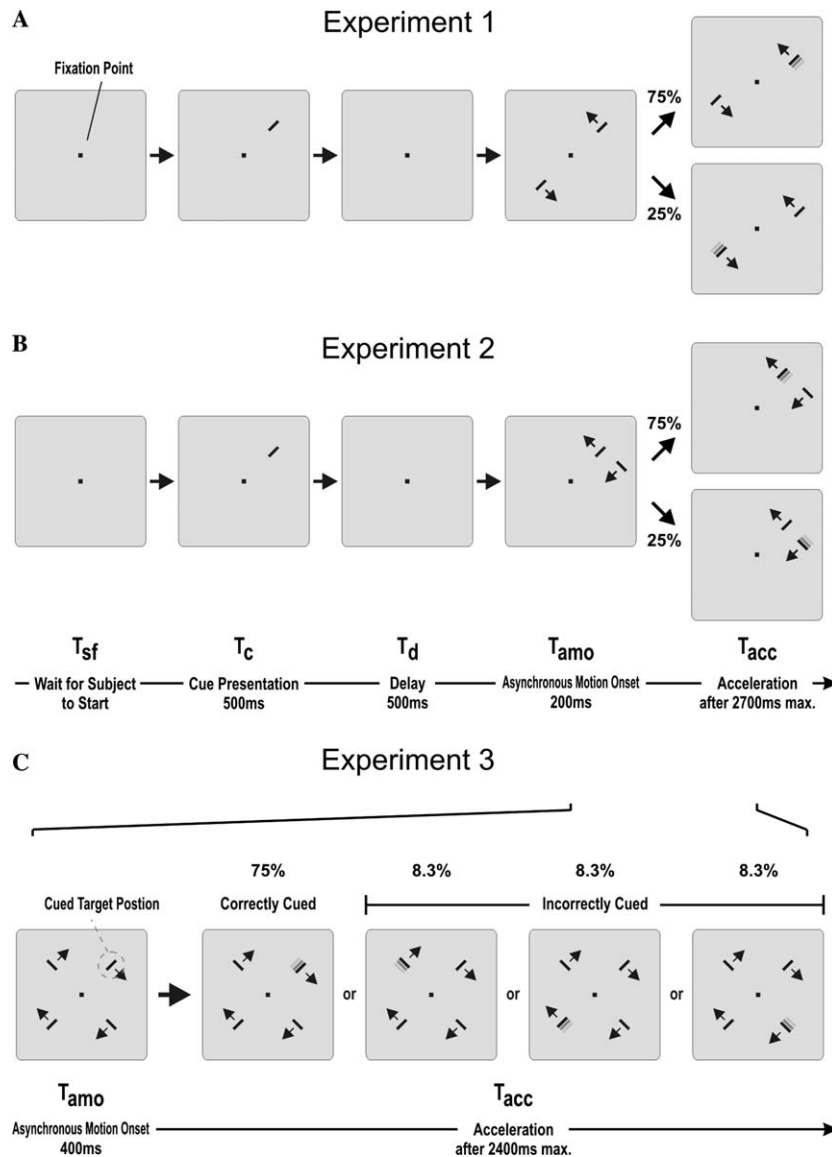 A
Experiment 1
Fixation Point
75%
25%
B
Experiment 2
75%
25%
Tsf
Tc
Td
Tamo
Tacc
Wait for Subject
to Start
Cue Presentation
500ms
Delay
500ms
Asynchronous Motion Onset
200ms
Acceleration
after 2700ms max.
C
Experiment 3
75%
8.3%
8.3%
8.3%
Cued Target Postion
Correctly Cued
Incorrectly Cued
or
or
or
Tamo
Tacc
Asynchronous Motion Onset
400ms
Acceleration
after 2400ms max.